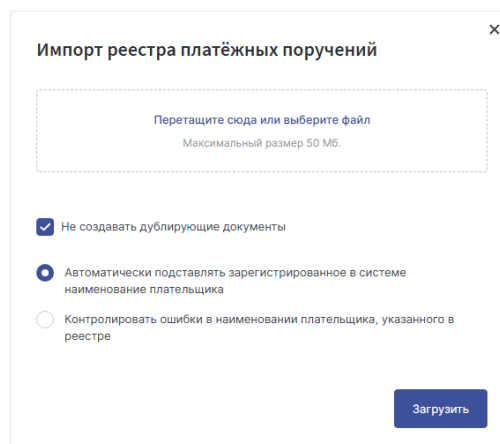 Импорт реестра платёжных поручений
Перетащите сюда или выберите файл
Максимальный размер 50 Мб.
Не создавать дублирующие документы
Автоматически подставлять зарегистрированное в системе
наименование плательщика
Контролировать ошибки в наименовании плательщика, указанного в
реестре
Загрузить